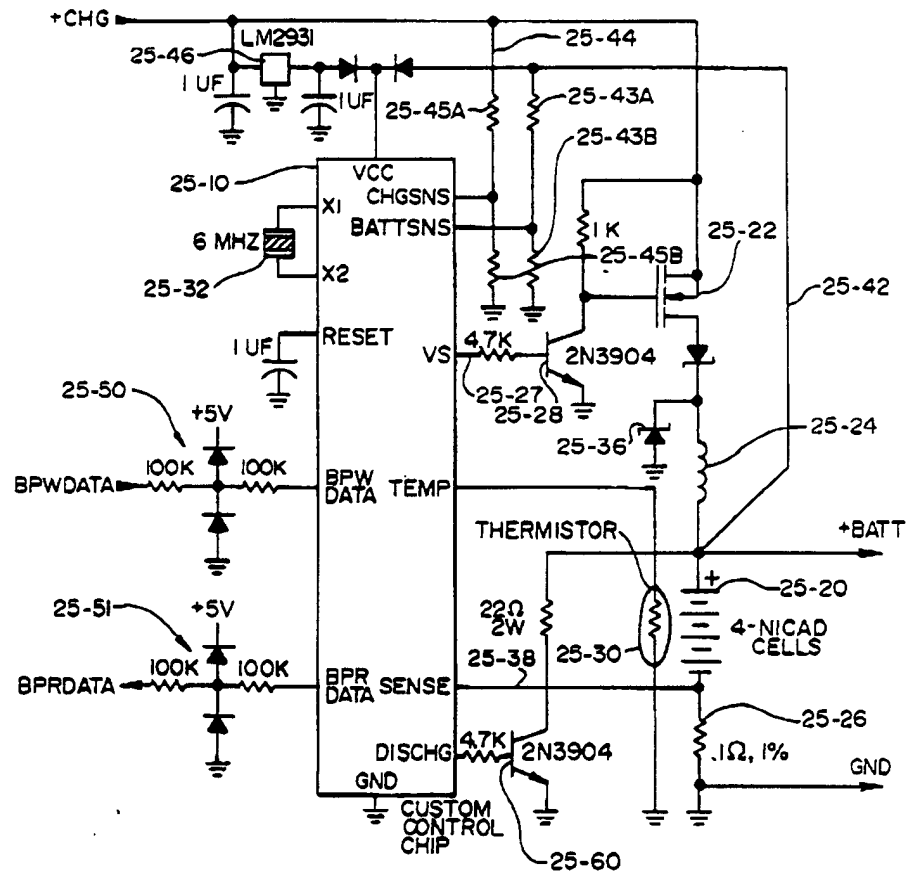 +CHG
LM2931
25-44
25-46
1 UF
1 UF
25-45A
25-43A
25-43B
25-10
VCC
CHGSNS
X1
BATTSNS
6 MHZ
1 K
25-22
25-45B
X2
25-32
25-42
RESET
4.7K
1 UF
VS
2N3904
25-27
25-28
25-50
+5V
25-36
25-24
100K
100K
BPWDATA
BPW
DATA
TEMP
THERMISTOR
+BATT
25-51
+5V
22Ω
2W
25-20
+
4-NICAD
CELLS
100K
100K
25-38
25-30
BPRDATA
BPR
DATA
SENSE
25-26
4.7K
.1Ω, 1%
DISCHG
2N3904
GND
GND
CUSTOM
CONTROL
CHIP
25-60